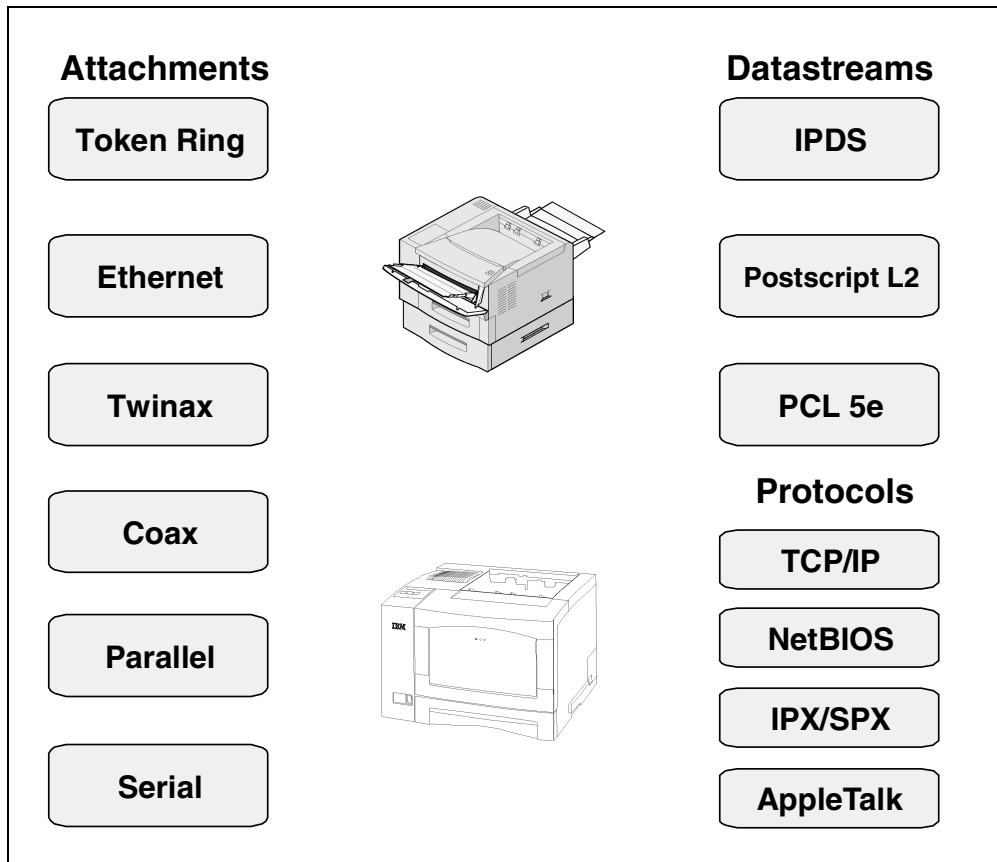 Attachments
Token Ring
Ethernet
Twinax
Coax
Parallel
Serial
IBM
Datastreams
IPDS
Postscript L2
PCL 5e
Protocols
TCP/IP
NetBIOS
IPX/SPX
AppleTalk